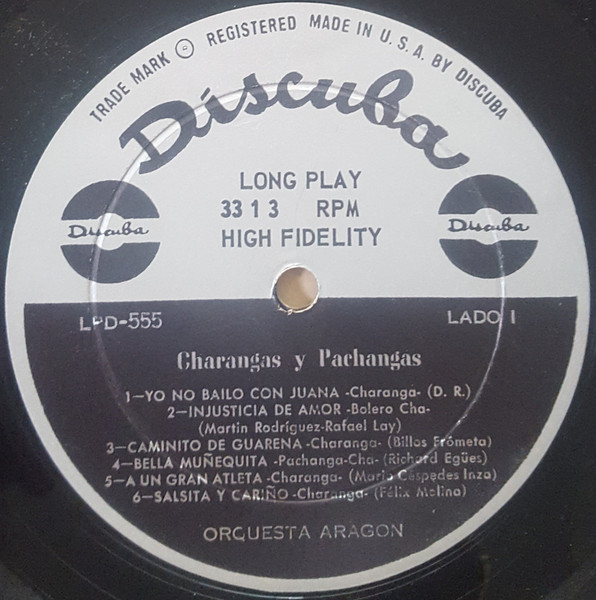 TRADE MARK REGISTERED MADE IN U.S.A. BY DISCUBA
Discuba
LONG PLAY
33 1 3 RPM
HIGH FIDELITY
Discuba
Discuba
LPD-555
LADO I
Charangas y Pachangas
1—YO NO BAILO CON JUANA -Charanga- (D. R.)
2—INJUSTICIA DE AMOR -Bolero Cha-
(Martin Rodríguez-Rafael Lay)
3—CAMINITO DE GUARENA -Charanga- (Billos Frómeta)
4—BELLA MUÑEQUITA -Pachanga-Cha- (Richard Egües)
5—A UN GRAN ATLETA -Charanga- (Mario Céspedes Inza)
6—SALSITA Y CARIÑO -Charanga- (Félix Molina)
ORQUESTA ARAGON